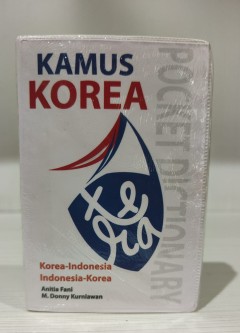 KAMUS
KOREA
POCKET DICTIONARY
Korea-Indonesia
Indonesia-Korea
Anitia Fani
M. Donny Kurniawan